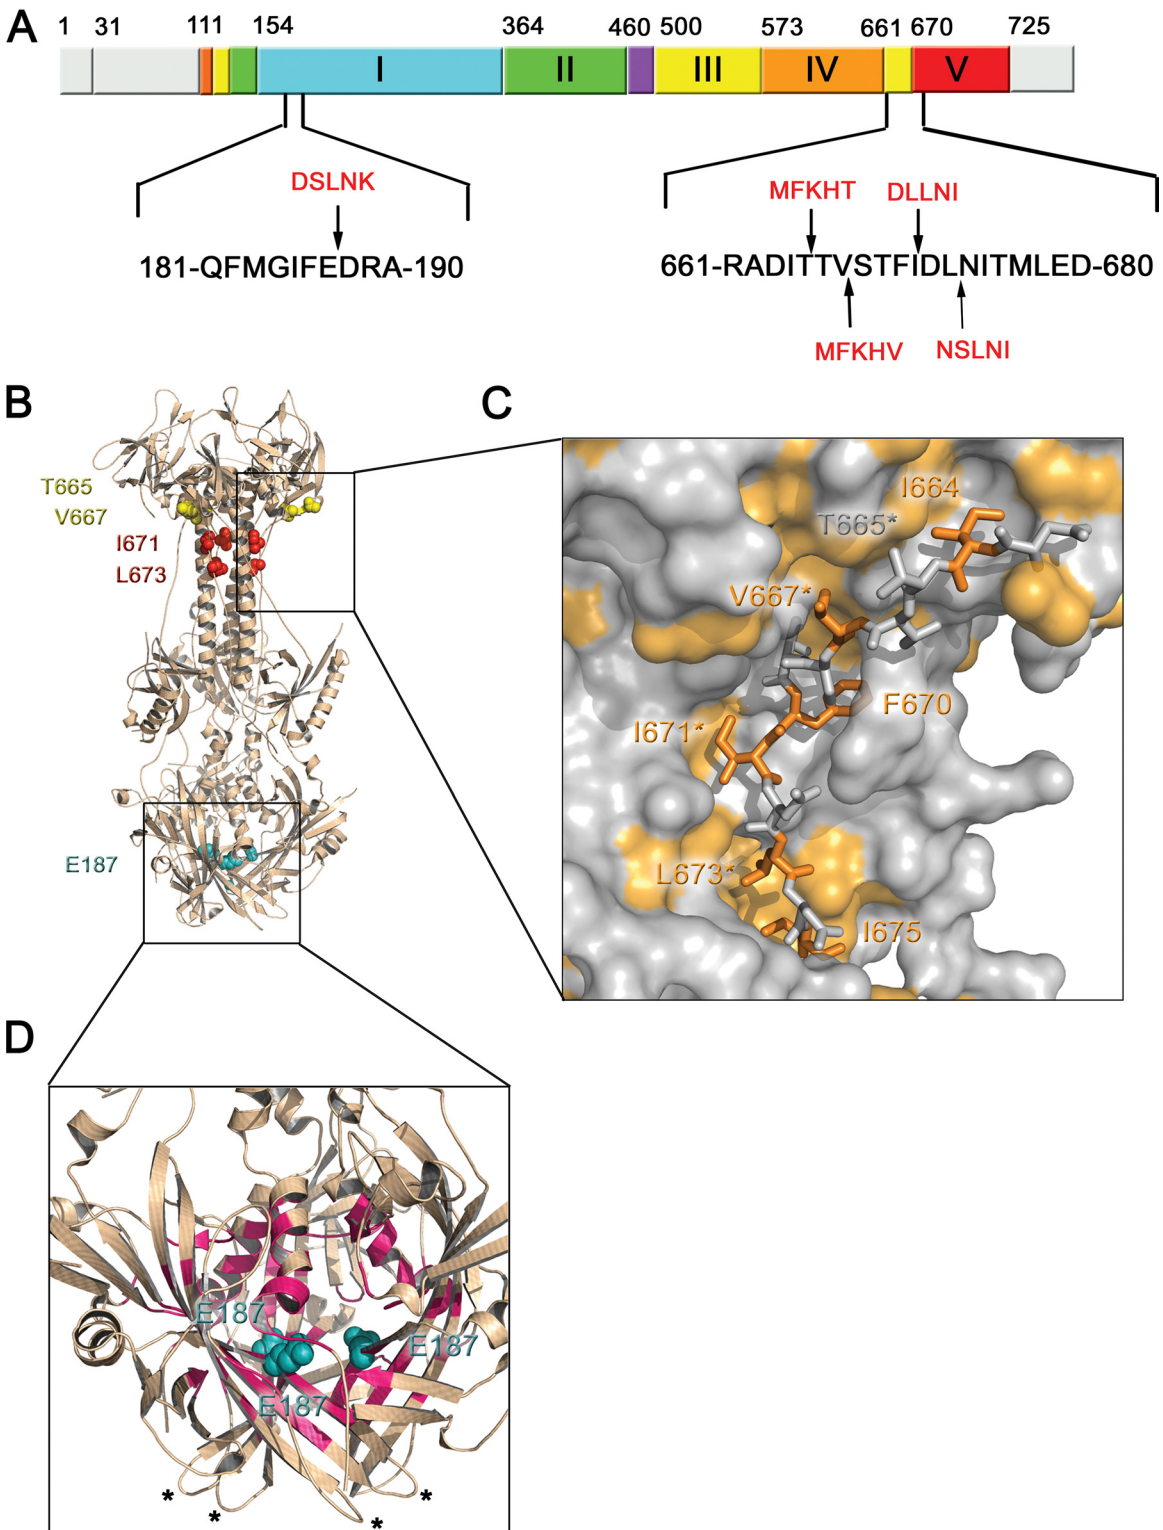 A
1 31 111 154 364 460 500 573 661 670 725
I II III IV V
DSLNK
MFKHT DLLNI
181-QFMGIFEDRA-190
661-RADITTVSTFIDLNITMLED-680
MFKHV NSLNI
B
C
T665
V667
I671
L673
E187
I664
T665*
V667*
F670
I671*
L673*
I675
D
E187
E187
E187
*
*
*
*